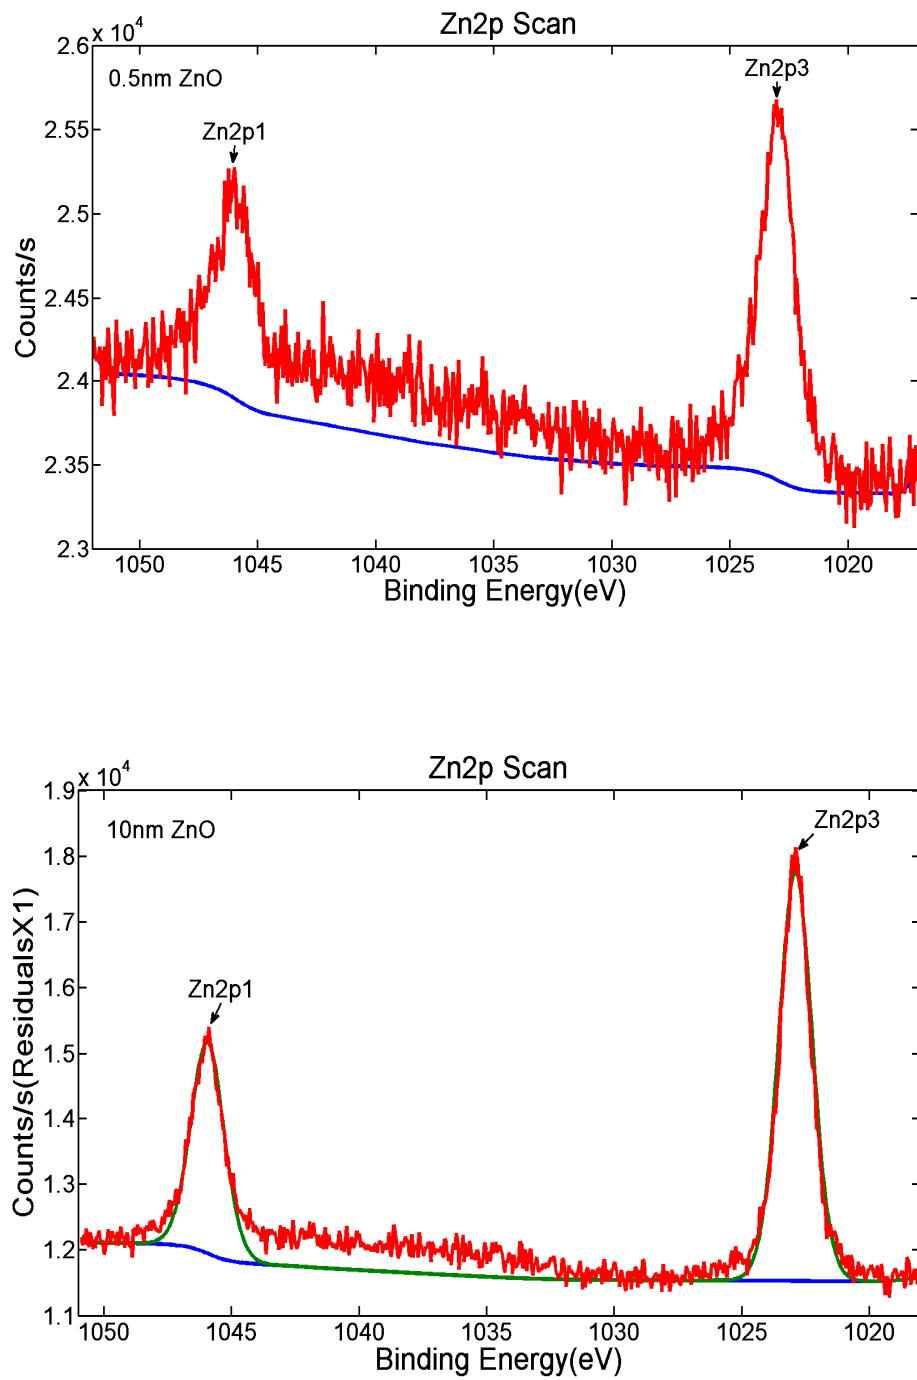 Zn2p Scan
2.6 x 10^4
0.5nm ZnO
Zn2p3
Zn2p1
2.55
2.5
2.45
2.4
2.35
2.3
Counts/s
1050 1045 1040 1035 1030 1025 1020
Binding Energy(eV)
Zn2p Scan
1.9 x 10^4
10nm ZnO
Zn2p3
1.8
1.7
1.6
Zn2p1
1.5
1.4
1.3
1.2
1.1
Counts/s(ResidualsX1)
1050 1045 1040 1035 1030 1025 1020
Binding Energy(eV)